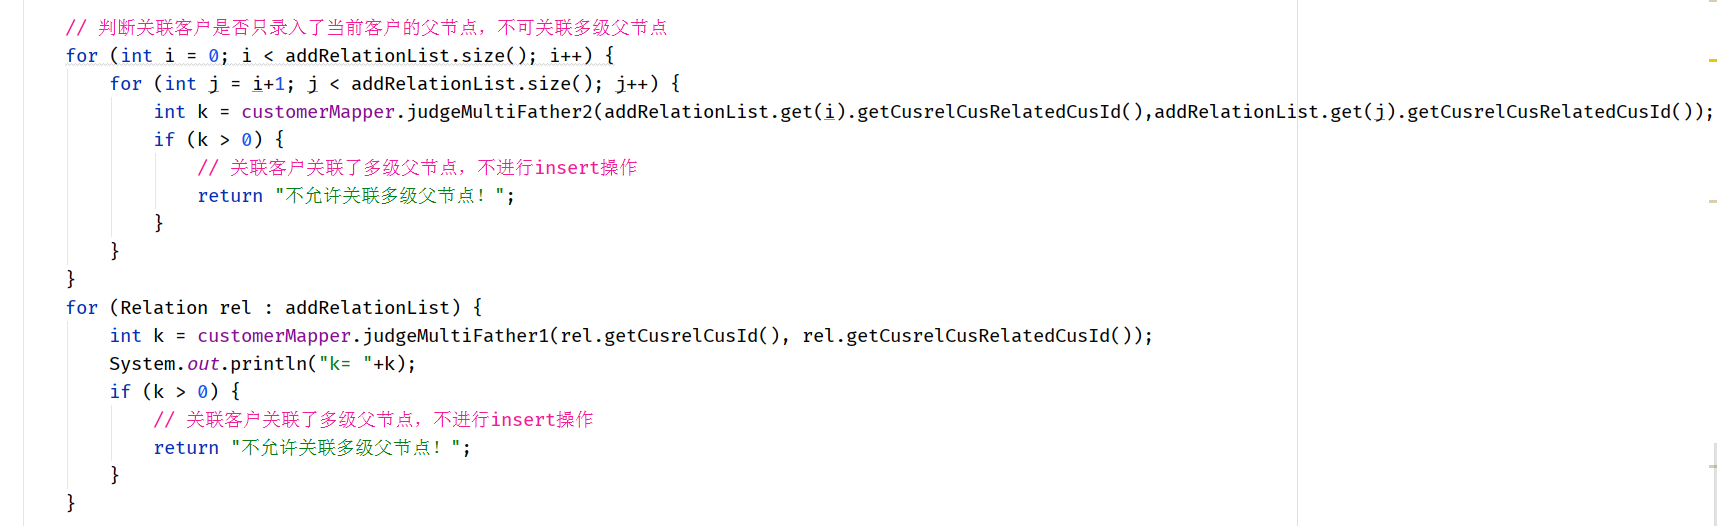 // 判断关联客户是否只录入了当前客户的父节点，不可关联多级父节点
for (int i = 0; i < addRelationList.size(); i++) {
for (int j = i+1; j < addRelationList.size(); j++) {
int k = customerMapper.judgeMultiFather2(addRelationList.get(i).getCusrelCusRelatedCusId(),addRelationList.get(j).getCusrelCusRelatedCusId());
if (k > 0) {
// 关联客户关联了多级父节点，不进行insert操作
return "不允许关联多级父节点！";
}
}
}
for (Relation rel : addRelationList) {
int k = customerMapper.judgeMultiFather1(rel.getCusrelCusId(), rel.getCusrelCusRelatedCusId());
System.out.println("k= "+k);
if (k > 0) {
// 关联客户关联了多级父节点，不进行insert操作
return "不允许关联多级父节点！";
}
}